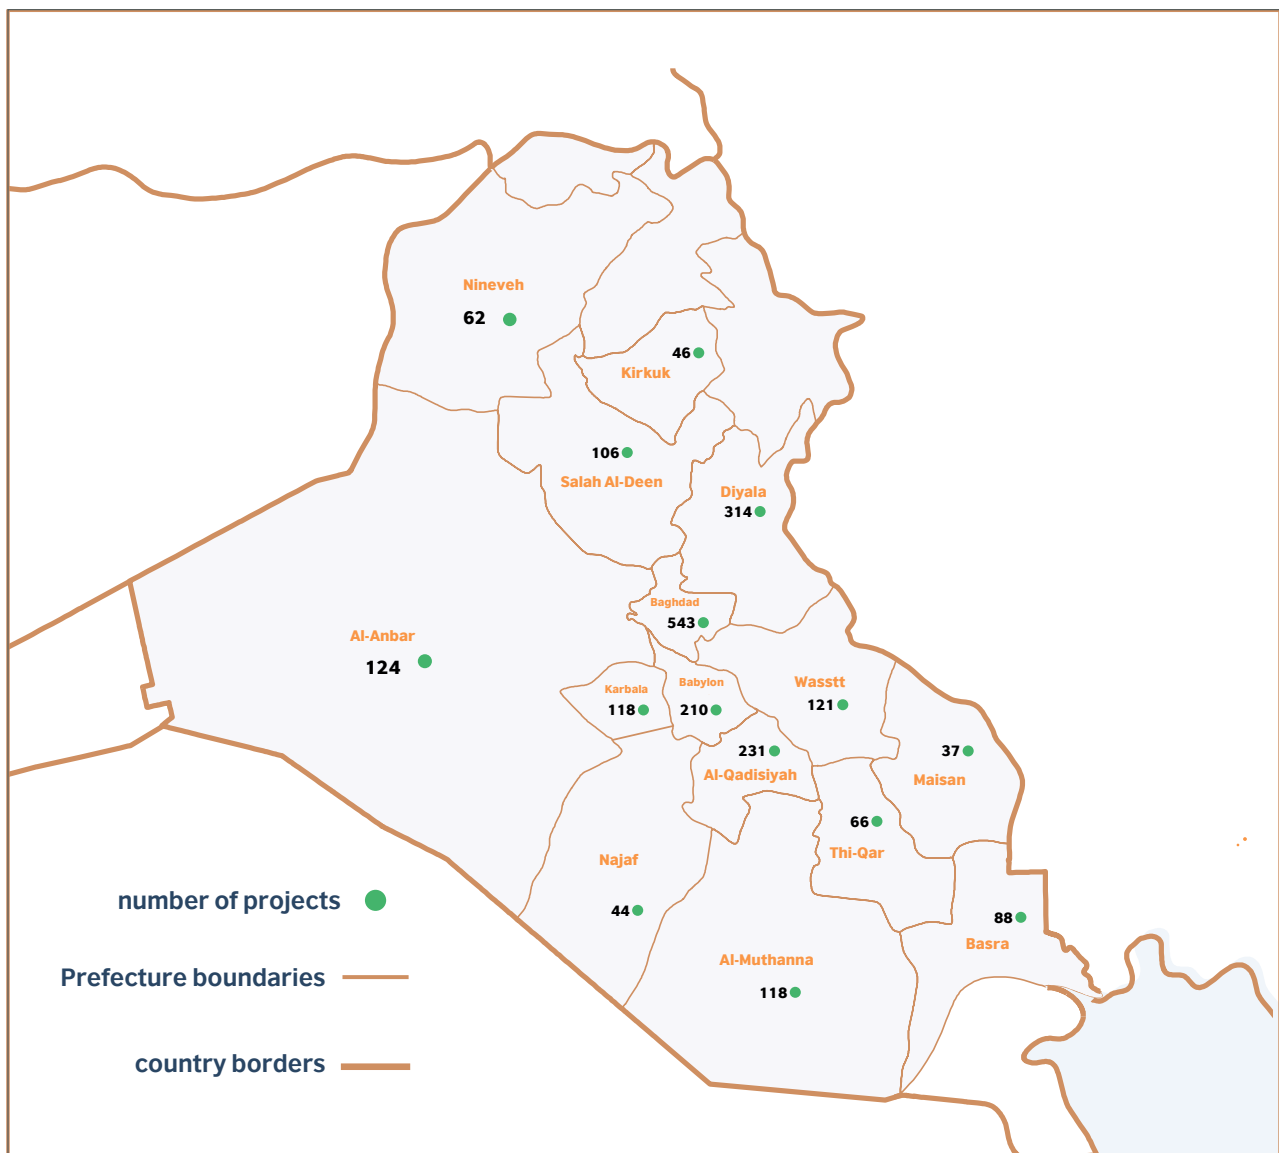 Nineveh
62
46
Kirkuk
106
Salah Al-Deen
Diyala
314
Baghdad
543
Al-Anbar
124
Karbala
118
Babylon
210
Wasstt
121
231
Al-Qadisiyah
37
Maisan
66
Thi-Qar
Najaf
44
88
Basra
Al-Muthanna
118
number of projects
Prefecture boundaries
country borders